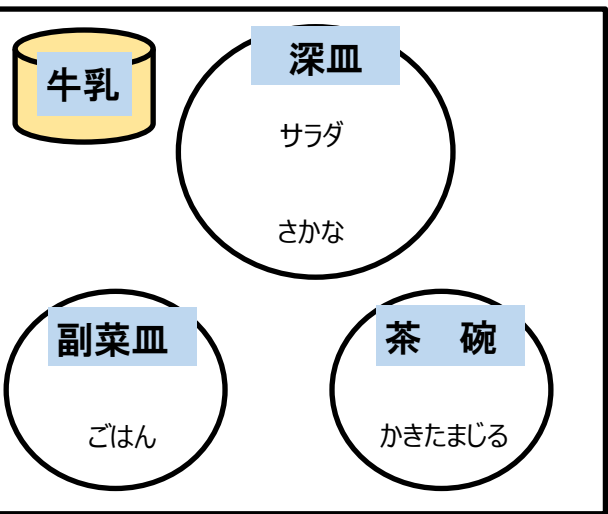 牛乳
深皿
サラダ
さかな
副菜皿
ごはん
茶　碗
かきたまじる